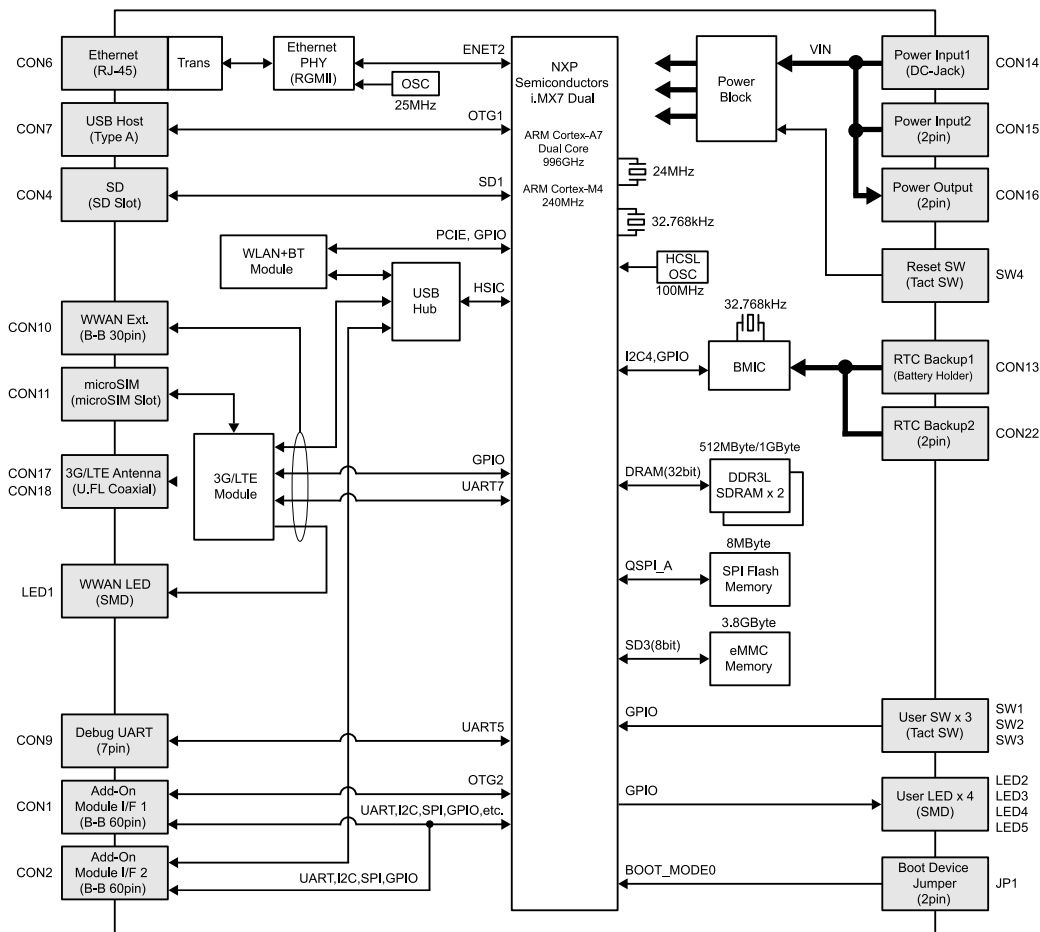 CON6
Ethernet
(RJ-45)
Trans
Ethernet
PHY
(RGMII)
OSC
25MHz
ENET2
CON7
USB Host
(Type A)
OTG1
CON4
SD
(SD Slot)
SD1
WLAN+BT
Module
PCIE, GPIO
USB
Hub
HSIC
CON10
WWAN Ext.
(B-B 30pin)
CON11
microSIM
(microSIM Slot)
CON17
CON18
3G/LTE Antenna
(U.FL Coaxial)
3G/LTE
Module
GPIO
UART7
LED1
WWAN LED
(SMD)
CON9
Debug UART
(7pin)
UART5
CON1
Add-On
Module I/F 1
(B-B 60pin)
OTG2
UART,I2C,SPI,GPIO,etc.
CON2
Add-On
Module I/F 2
(B-B 60pin)
UART,I2C,SPI,GPIO
NXP
Semiconductors
i.MX7 Dual
ARM Cortex-A7
Dual Core
996GHz
ARM Cortex-M4
240MHz
24MHz
32.768kHz
HCSL
OSC
100MHz
Power
Block
VIN
Power Input1
(DC-Jack)
CON14
Power Input2
(2pin)
CON15
Power Output
(2pin)
CON16
Reset SW
(Tact SW)
SW4
32.768kHz
I2C4,GPIO
BMIC
RTC Backup1
(Battery Holder)
CON13
RTC Backup2
(2pin)
CON22
512MByte/1GByte
DRAM(32bit)
DDR3L
SDRAM x 2
8MByte
QSPI_A
SPI Flash
Memory
3.8GByte
SD3(8bit)
eMMC
Memory
GPIO
User SW x 3
(Tact SW)
SW1
SW2
SW3
GPIO
User LED x 4
(SMD)
LED2
LED3
LED4
LED5
BOOT_MODE0
Boot Device
Jumper
(2pin)
JP1